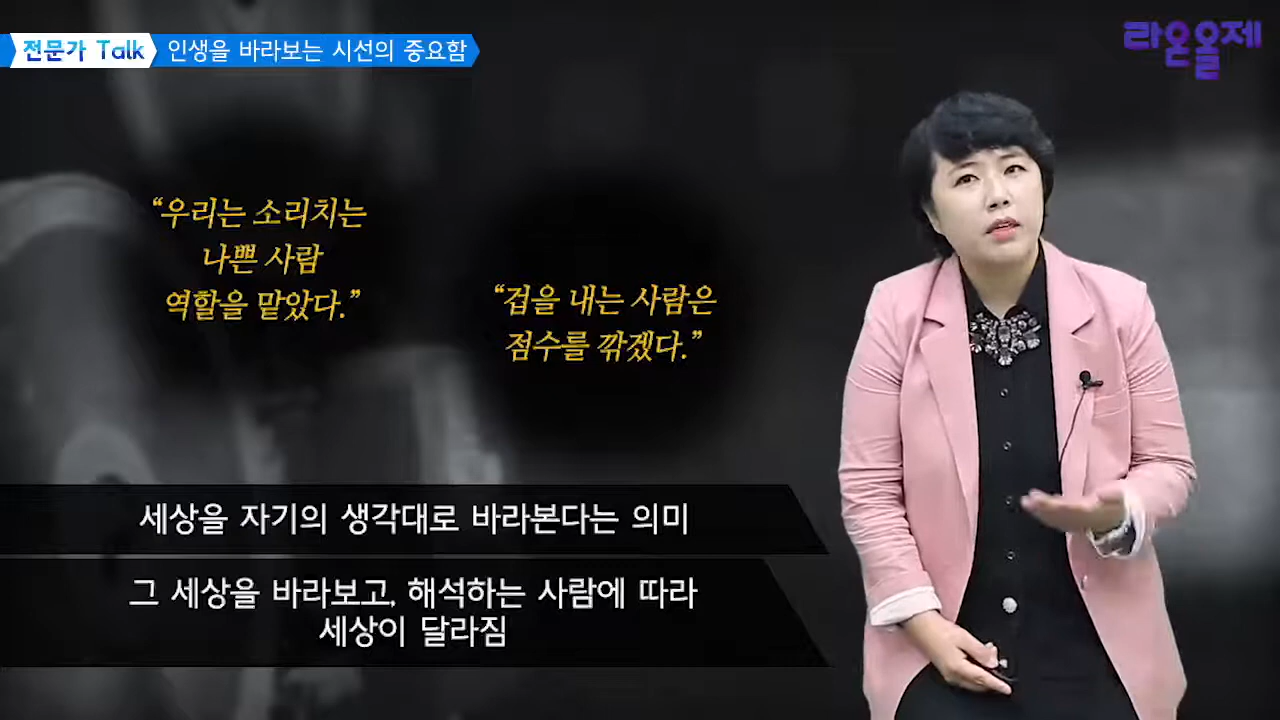 전문가 Talk 인생을 바라보는 시선의 중요함
라온올제
“우리는 소리치는
나쁜 사람
역할을 맡았다.”
“겁을 내는 사람은
점수를 깎겠다.”
세상을 자기의 생각대로 바라본다는 의미
그 세상을 바라보고, 해석하는 사람에 따라
세상이 달라짐